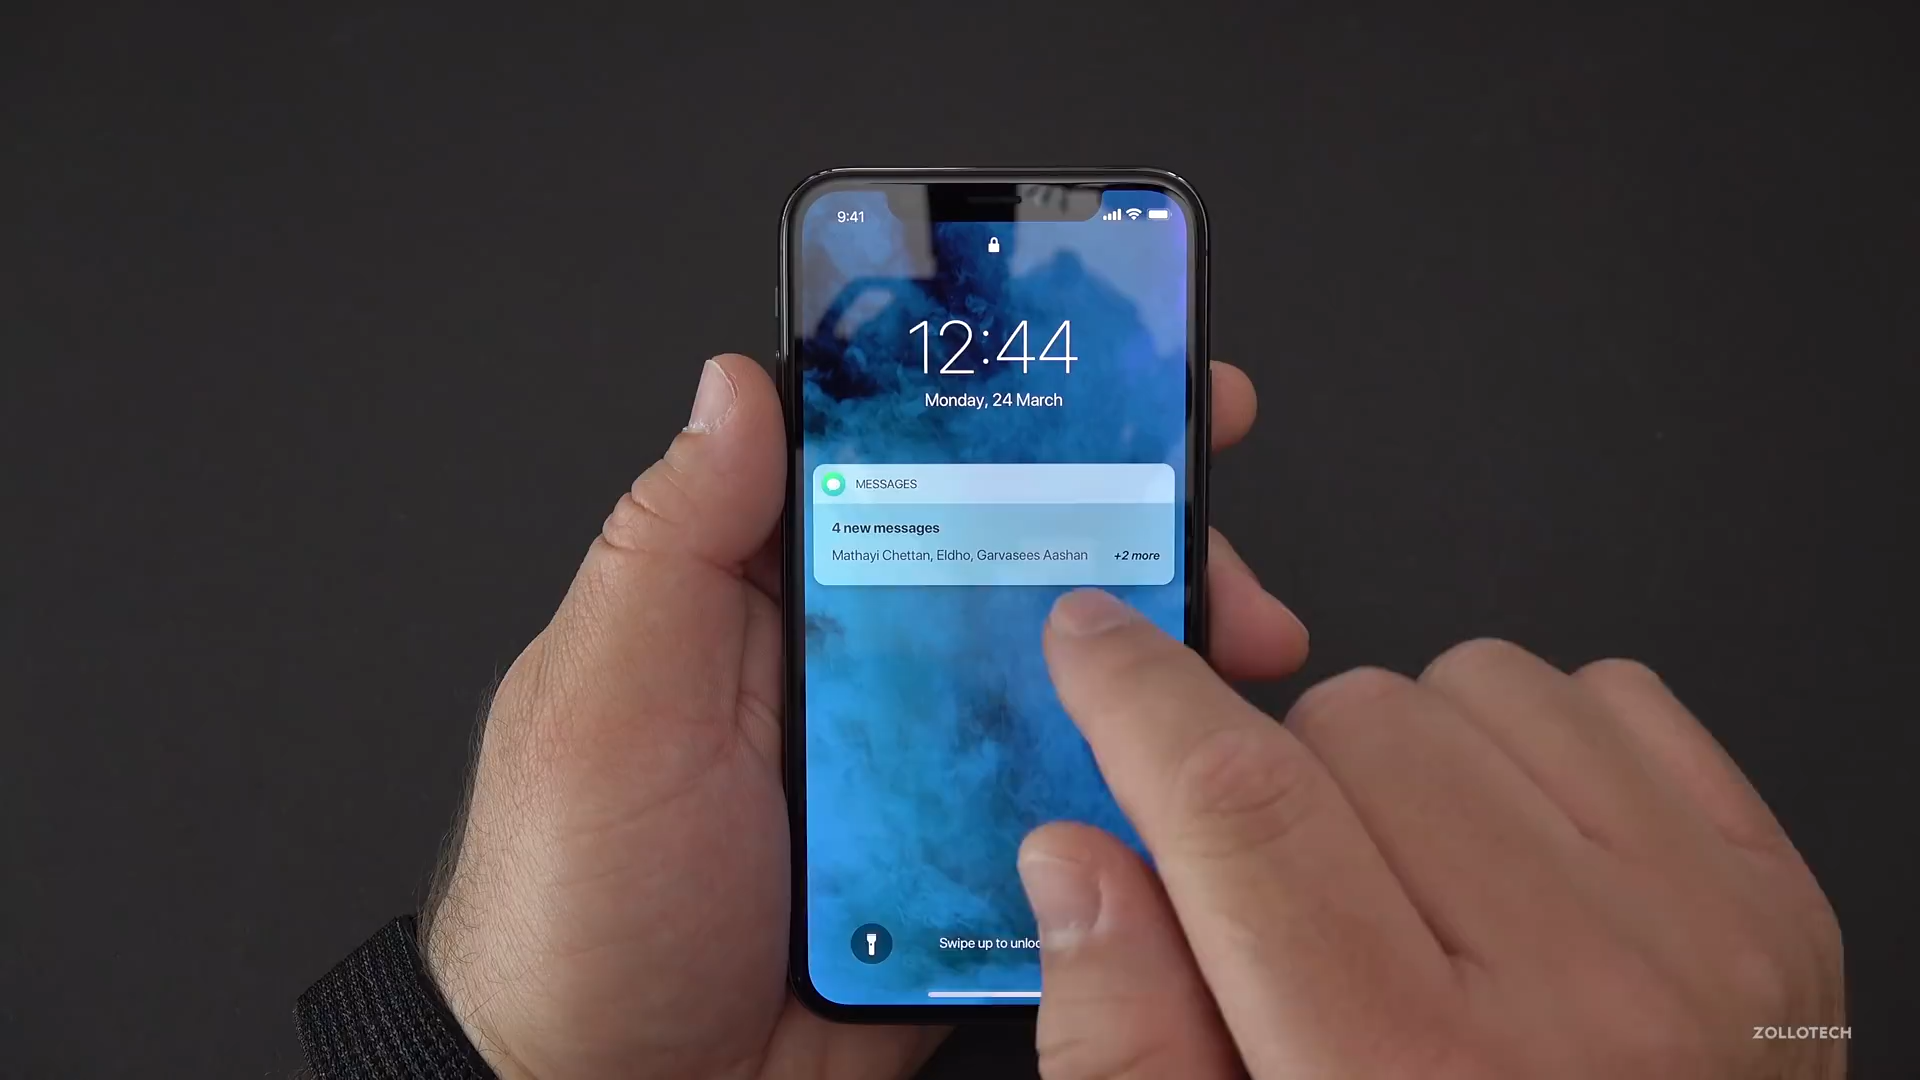 9:41
12:44
Monday, 24 March
MESSAGES
4 new messages
Mathayi Chettan, Eldho, Garvasees Aashan +2 more
Swipe up to unloc
ZOLLOTECH